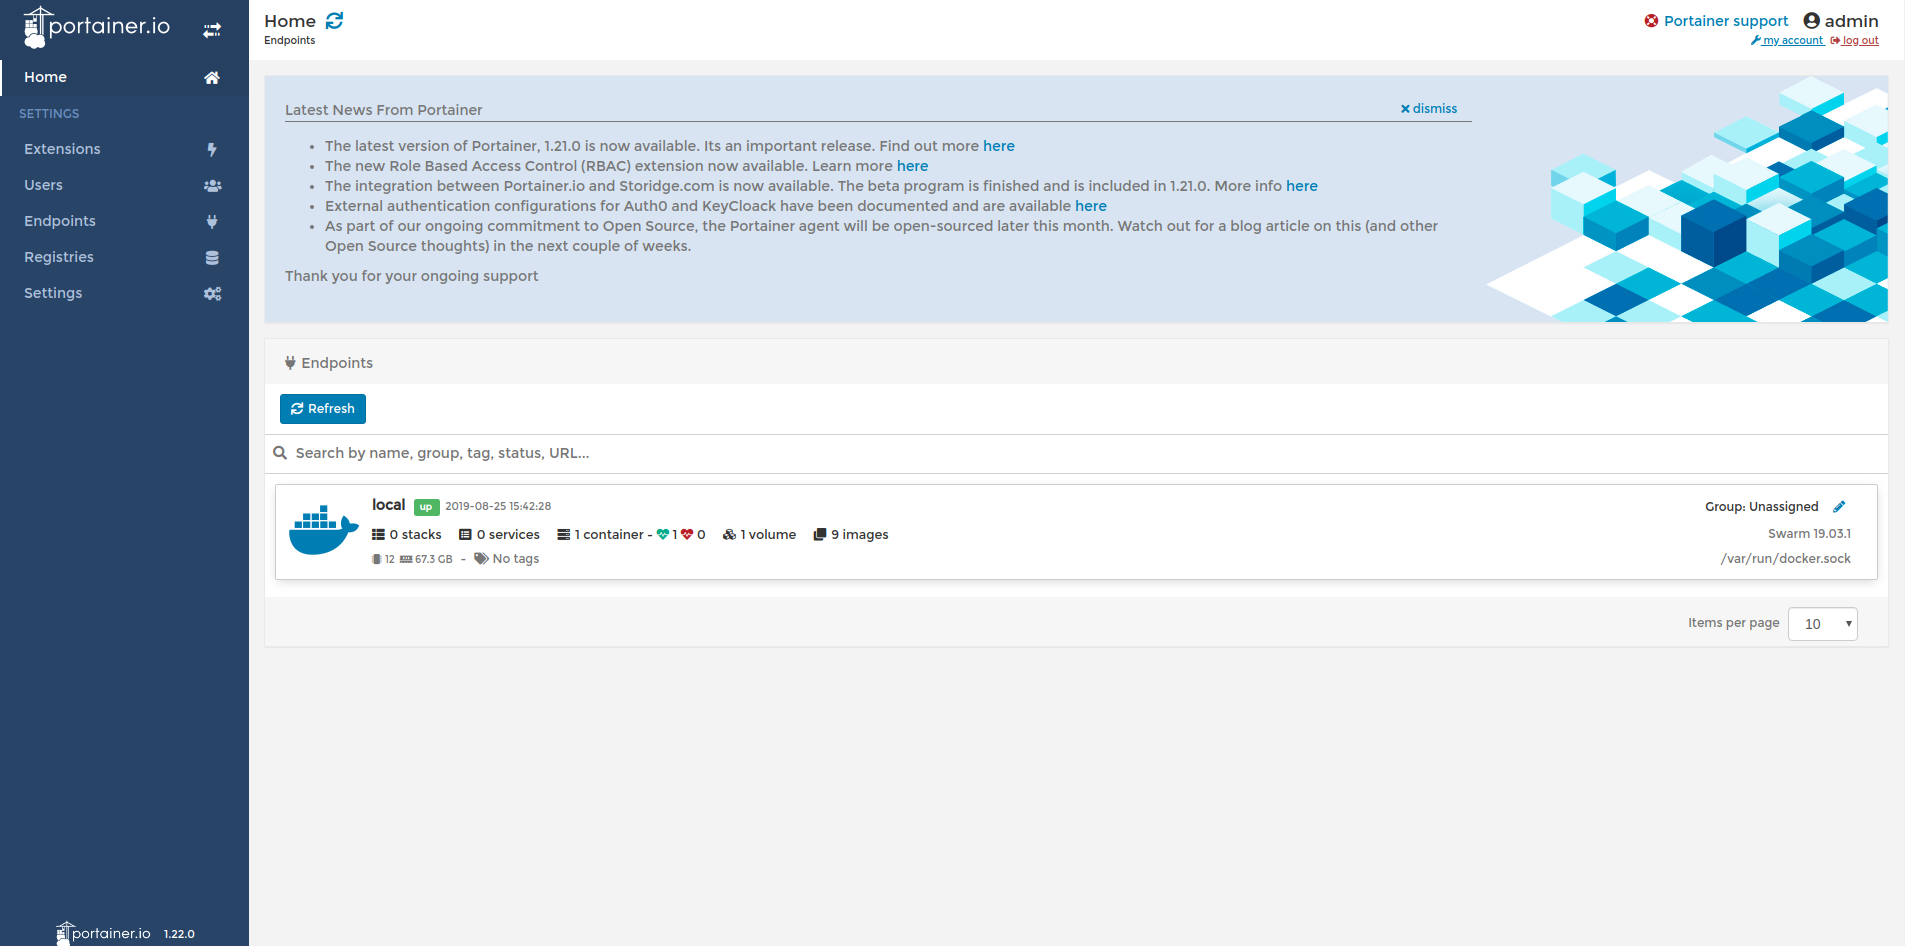 portainer.io
Home
SETTINGS
Extensions
Users
Endpoints
Registries
Settings
portainer.io 1.22.0
Home
Endpoints
Portainer support admin
my account log out
Latest News From Portainer
dismiss
The latest version of Portainer, 1.21.0 is now available. Its an important release. Find out more here
The new Role Based Access Control (RBAC) extension now available. Learn more here
The integration between Portainer.io and Storidge.com is now available. The beta program is finished and is included in 1.21.0. More info here
External authentication configurations for Auth0 and KeyCloack have been documented and are available here
As part of our ongoing commitment to Open Source, the Portainer agent will be open-sourced later this month. Watch out for a blog article on this (and other
Open Source thoughts) in the next couple of weeks.
Thank you for your ongoing support
Endpoints
Refresh
Search by name, group, tag, status, URL...
local up 2019-08-25 15:42:28
Group: Unassigned
0 stacks 0 services 1 container - 1 0 1 volume 9 images
Swarm 19.03.1
12 67.3 GB - No tags
/var/run/docker.sock
Items per page 10